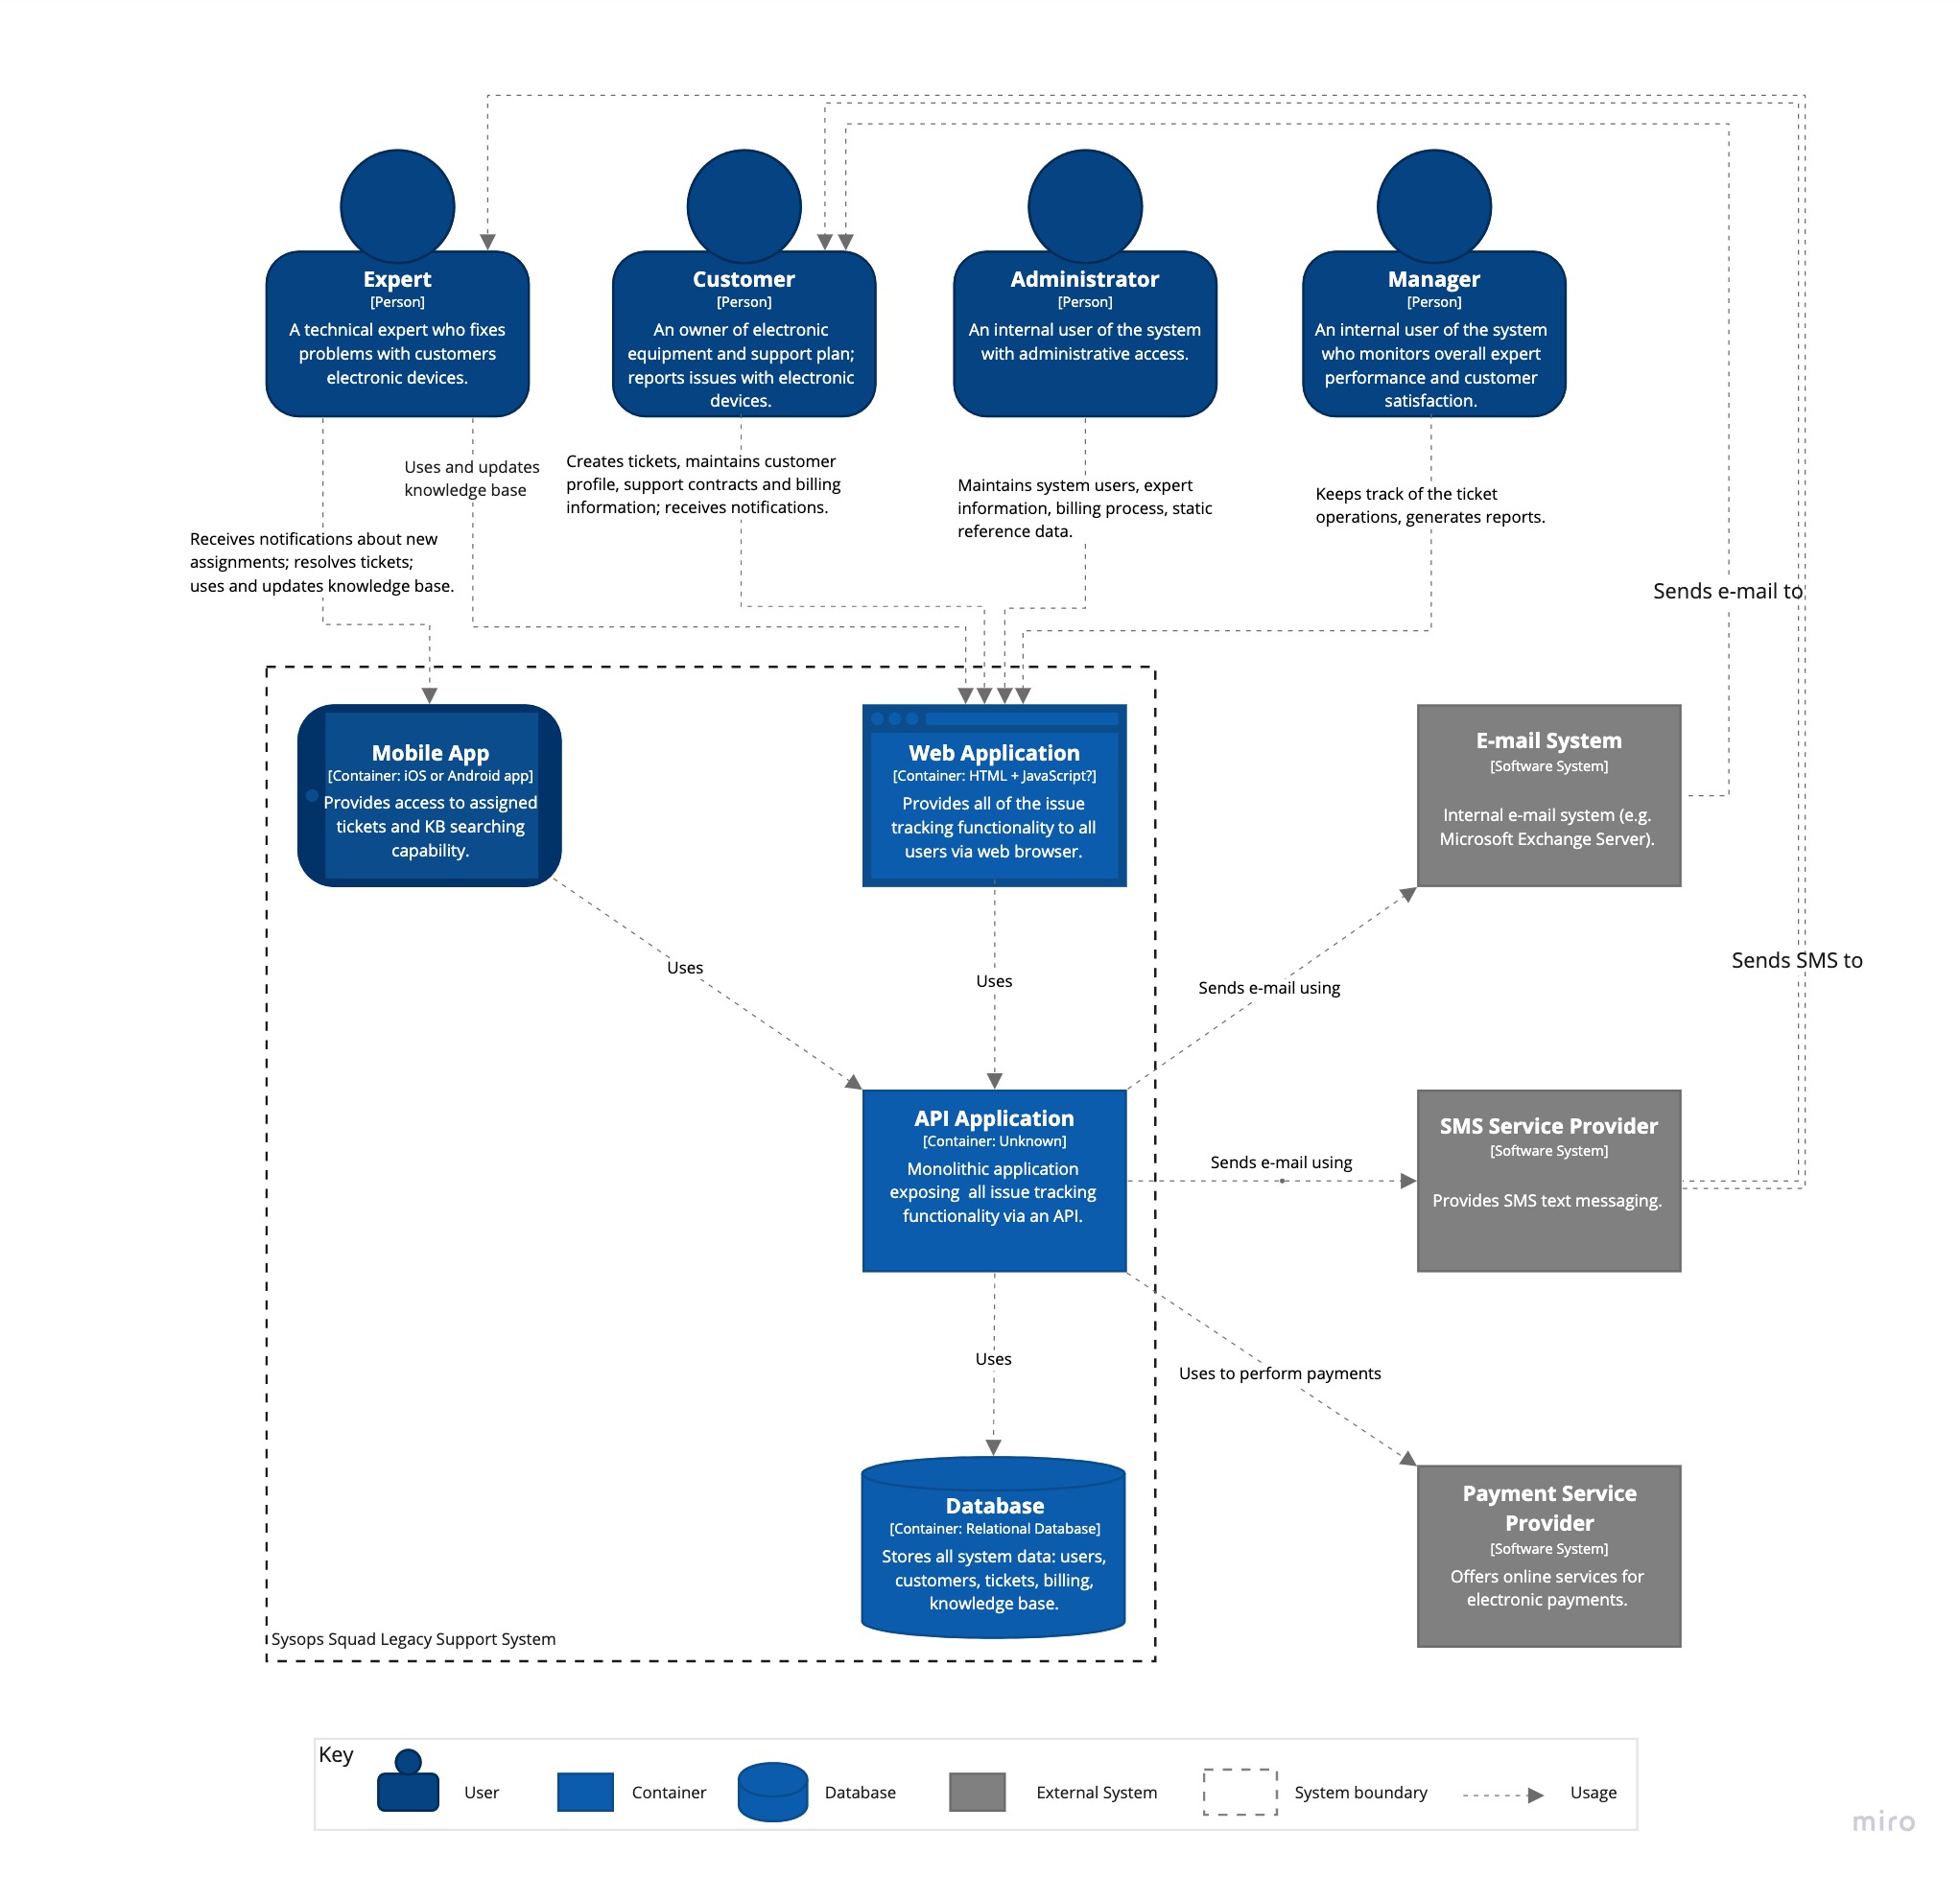 Expert
[Person]
A technical expert who fixes
problems with customers
electronic devices.
Customer
[Person]
An owner of electronic
equipment and support plan;
reports issues with electronic
devices.
Administrator
[Person]
An internal user of the system
with administrative access.
Manager
[Person]
An internal user of the system
who monitors overall expert
performance and customer
satisfaction.
Uses and updates
knowledge base
Creates tickets, maintains customer
profile, support contracts and billing
information; receives notifications.
Maintains system users, expert
information, billing process, static
reference data.
Keeps track of the ticket
operations, generates reports.
Receives notifications about new
assignments; resolves tickets;
uses and updates knowledge base.
Sends e-mail to
Mobile App
[Container: iOS or Android app]
Provides access to assigned
tickets and KB searching
capability.
Web Application
[Container: HTML + JavaScript?]
Provides all of the issue
tracking functionality to all
users via web browser.
E-mail System
[Software System]
Internal e-mail system (e.g.
Microsoft Exchange Server).
Uses
Uses
Sends e-mail using
Sends SMS to
API Application
[Container: Unknown]
Monolithic application
exposing  all issue tracking
functionality via an API.
Sends e-mail using
SMS Service Provider
[Software System]
Provides SMS text messaging.
Uses
Uses to perform payments
Database
[Container: Relational Database]
Stores all system data: users,
customers, tickets, billing,
knowledge base.
Payment Service
Provider
[Software System]
Offers online services for
electronic payments.
Sysops Squad Legacy Support System
Key
User
Container
Database
External System
System boundary
Usage
miro